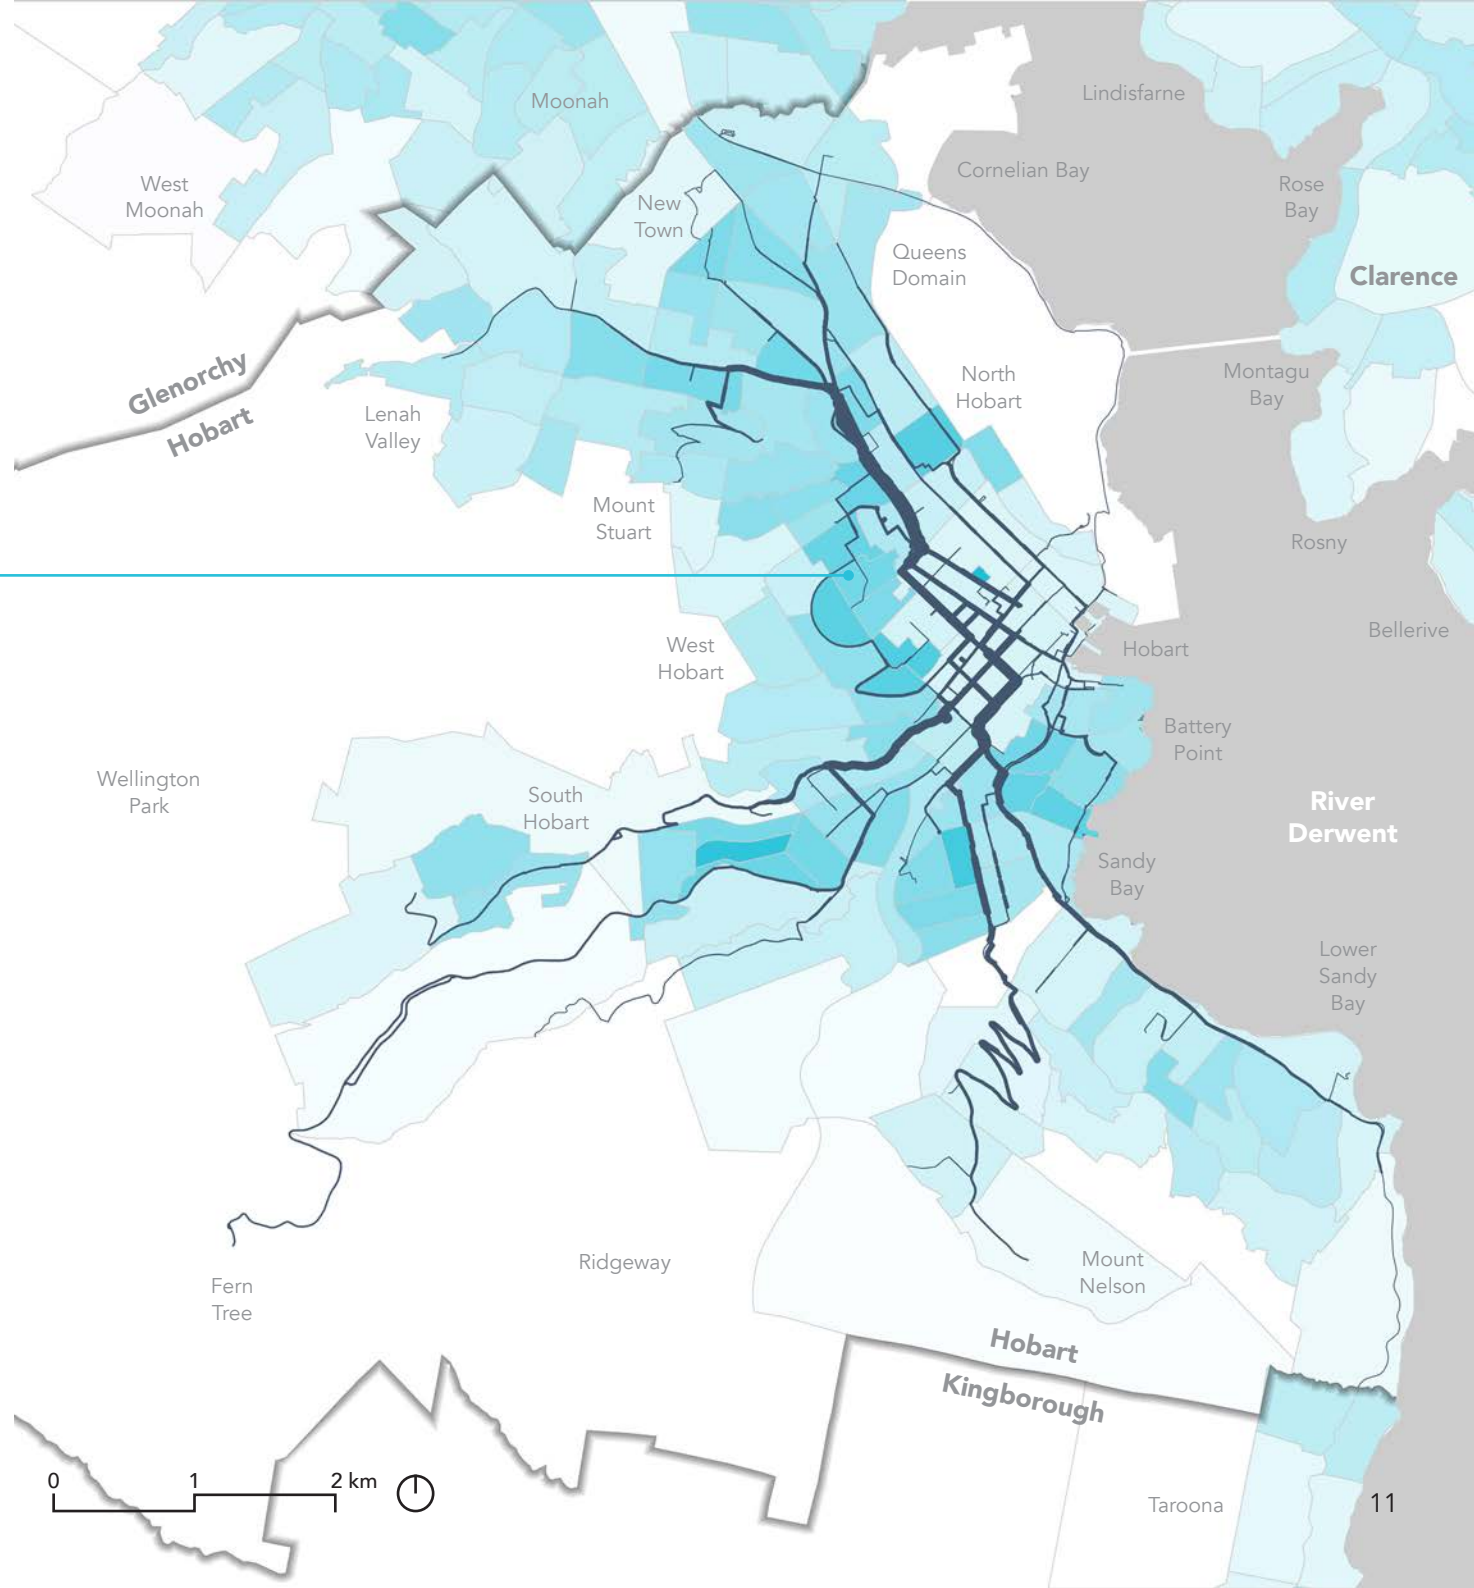 Lindisfarne
Moonah
Cornelian Bay
West
Moonah
Rose
Bay
New
Town
Queens
Domain
Clarence
Glenorchy
Hobart
Montagu
Bay
North
Hobart
Lenah
Valley
Mount
Stuart
Rosny
Bellerive
West
Hobart
Hobart
Battery
Point
Wellington
Park
South
Hobart
River
Derwent
Sandy
Bay
Lower
Sandy
Bay
Ridgeway
Mount
Nelson
Fern
Tree
Hobart
Kingborough
0 1 2 km
Taroona
11